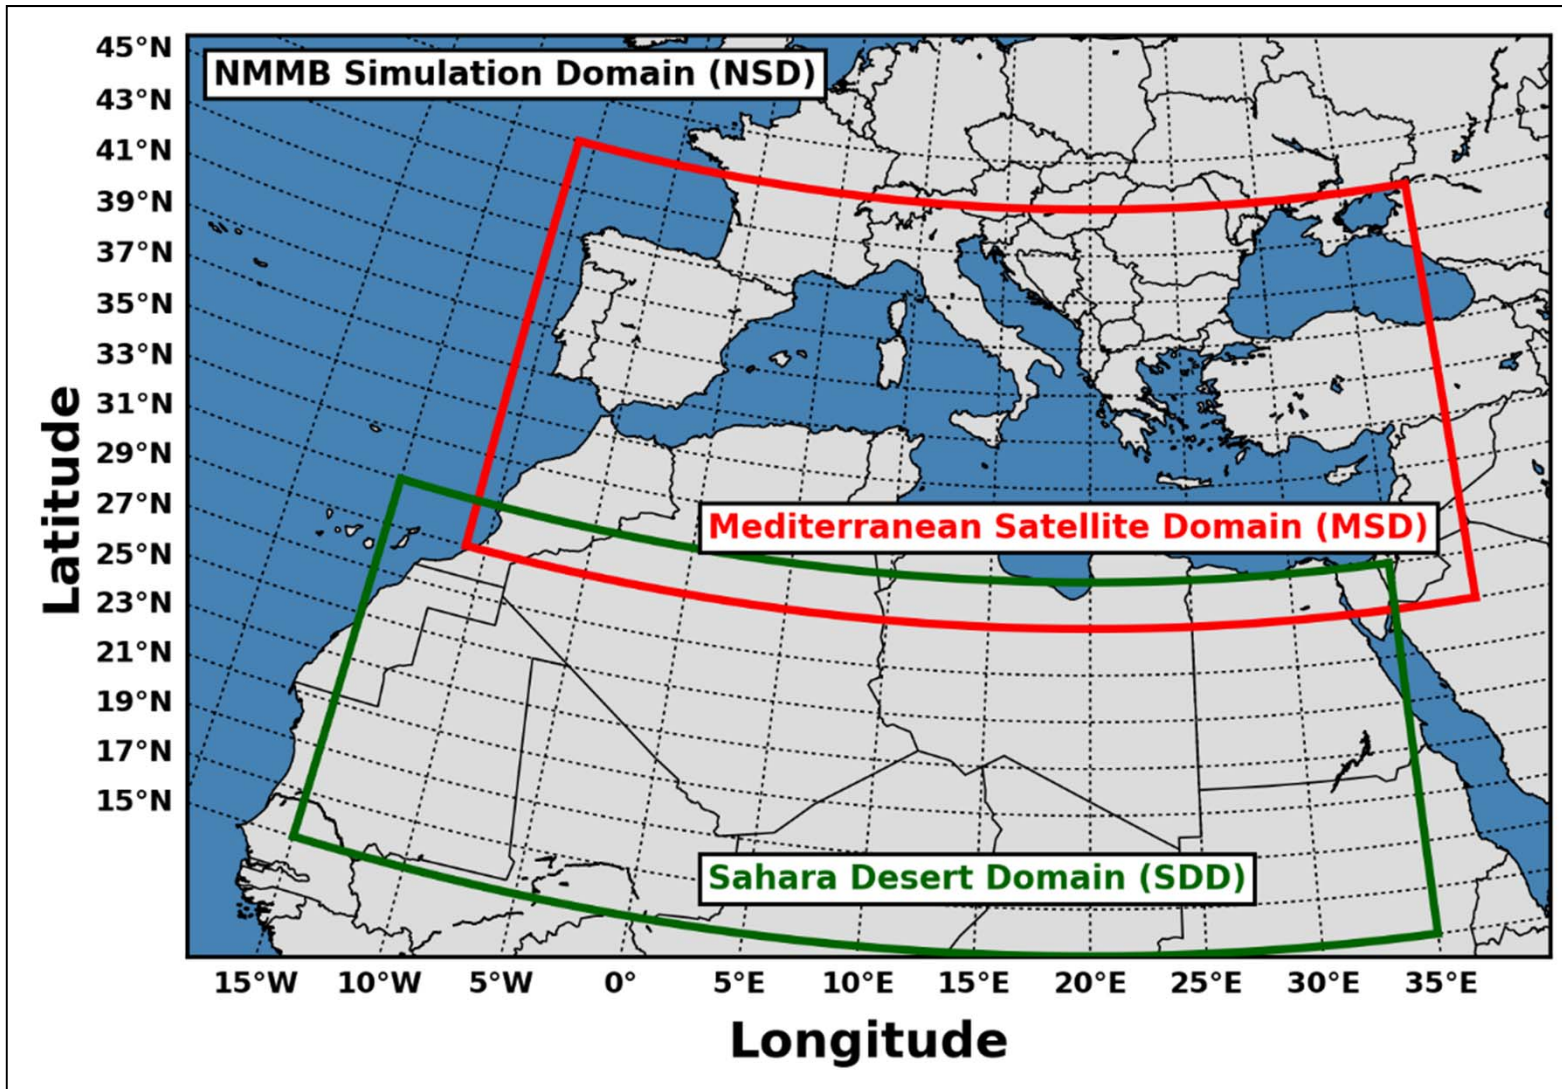 NMMB Simulation Domain (NSD)
45°N
43°N
41°N
39°N
37°N
35°N
33°N
31°N
29°N
27°N
25°N
23°N
21°N
19°N
17°N
15°N
Latitude
Mediterranean Satellite Domain (MSD)
Sahara Desert Domain (SDD)
15°W 10°W 5°W 0° 5°E 10°E 15°E 20°E 25°E 30°E 35°E
Longitude